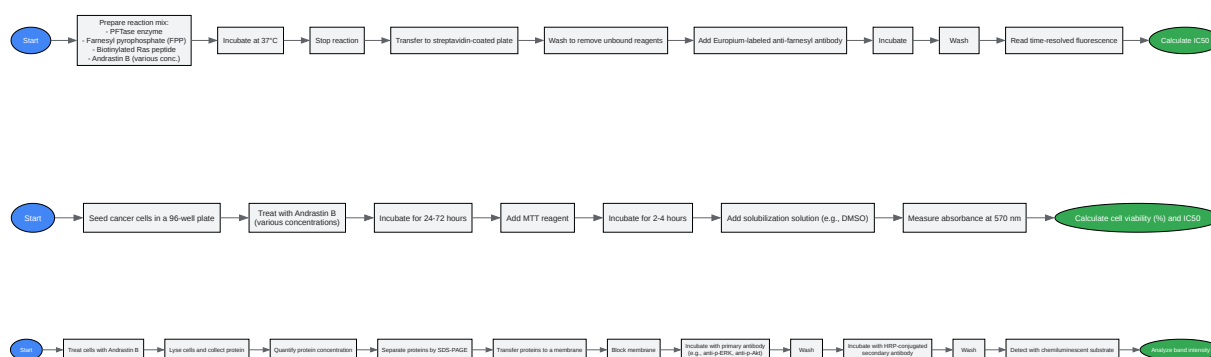 Start
Prepare reaction mix:
- PFTase enzyme
- Farnesyl pyrophosphate (FPP)
- Biotinylated Ras peptide
- Andrastin B (various conc.)
Incubate at 37°C
Stop reaction
Transfer to streptavidin-coated plate
Wash to remove unbound reagents
Add Europium-labeled anti-farnesyl antibody
Incubate
Wash
Read time-resolved fluorescence
Calculate IC50
Start
Seed cancer cells in a 96-well plate
Treat with Andrastin B
(various concentrations)
Incubate for 24-72 hours
Add MTT reagent
Incubate for 2-4 hours
Add solubilization solution (e.g., DMSO)
Measure absorbance at 570 nm
Calculate cell viability (%) and IC50
Start
Treat cells with Andrastin B
Lyse cells and collect protein
Quantify protein concentration
Separate proteins by SDS-PAGE
Transfer proteins to a membrane
Block membrane
Incubate with primary antibody
(e.g., anti-p-ERK, anti-p-Akt)
Wash
Incubate with HRP-conjugated
secondary antibody
Wash
Detect with chemiluminescent substrate
Analyze band intensity